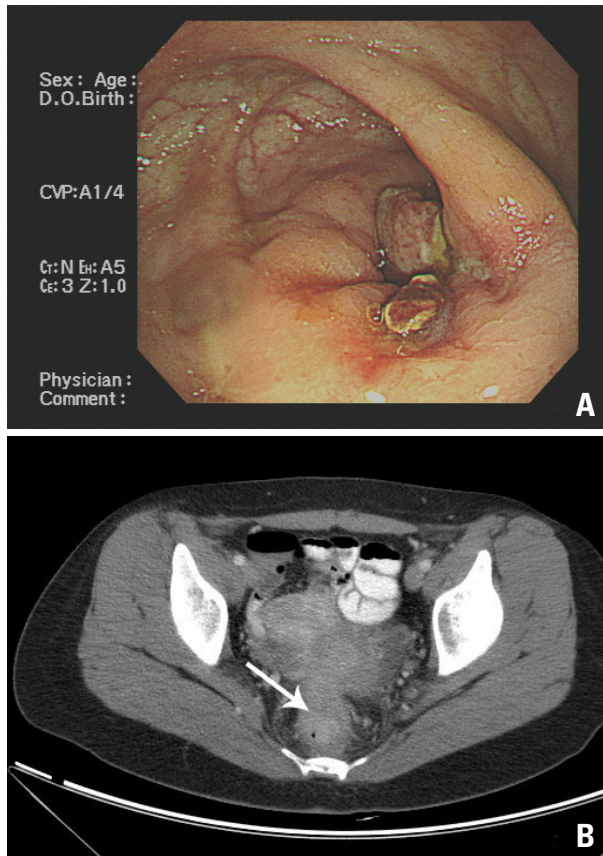 Sex: Age:
D.O.Birth:
CVP:A1/4
Ct:N Eh:A5
Ce:3 Z:1.0
Physician:
Comment:
A
B